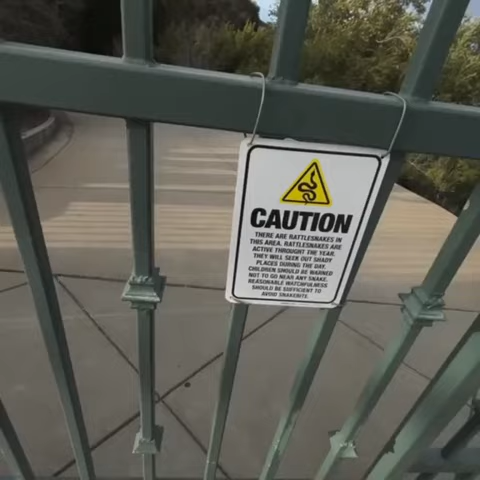 CAUTION
THERE ARE RATTLESNAKES IN
THIS AREA. RATTLESNAKES ARE
ACTIVE THROUGHT THE YEAR.
THEY WILL SEEK OUT SHADY
PLACES DURING THE DAY.
CHILDREN SHOULD BE WARNED
NOT TO GO NEAR ANY SNAKE.
REASONABLE WATCHFULNESS
SHOULD BE SUFFICIENT TO
AVOID SNAKEBITE.